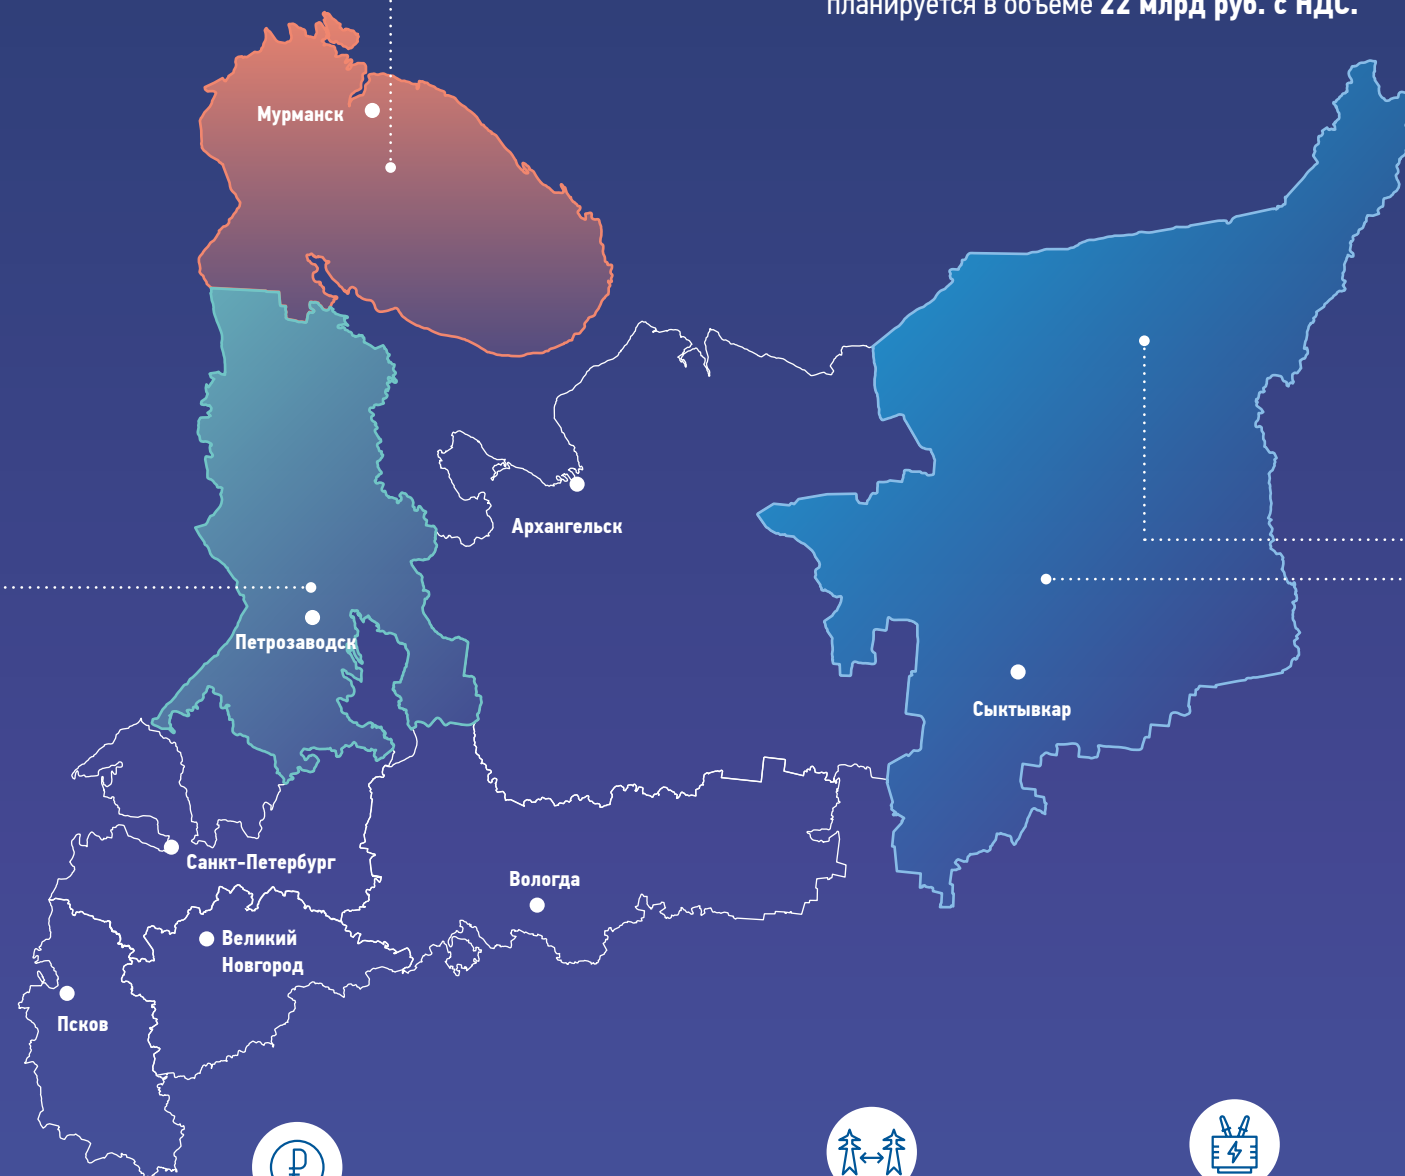 планируется в объеме 22 млрд руб. с НДС.
Мурманск
Архангельск
Петрозаводск
Сыктывкар
Санкт-Петербург
Вологда
Великий
Новгород
Псков